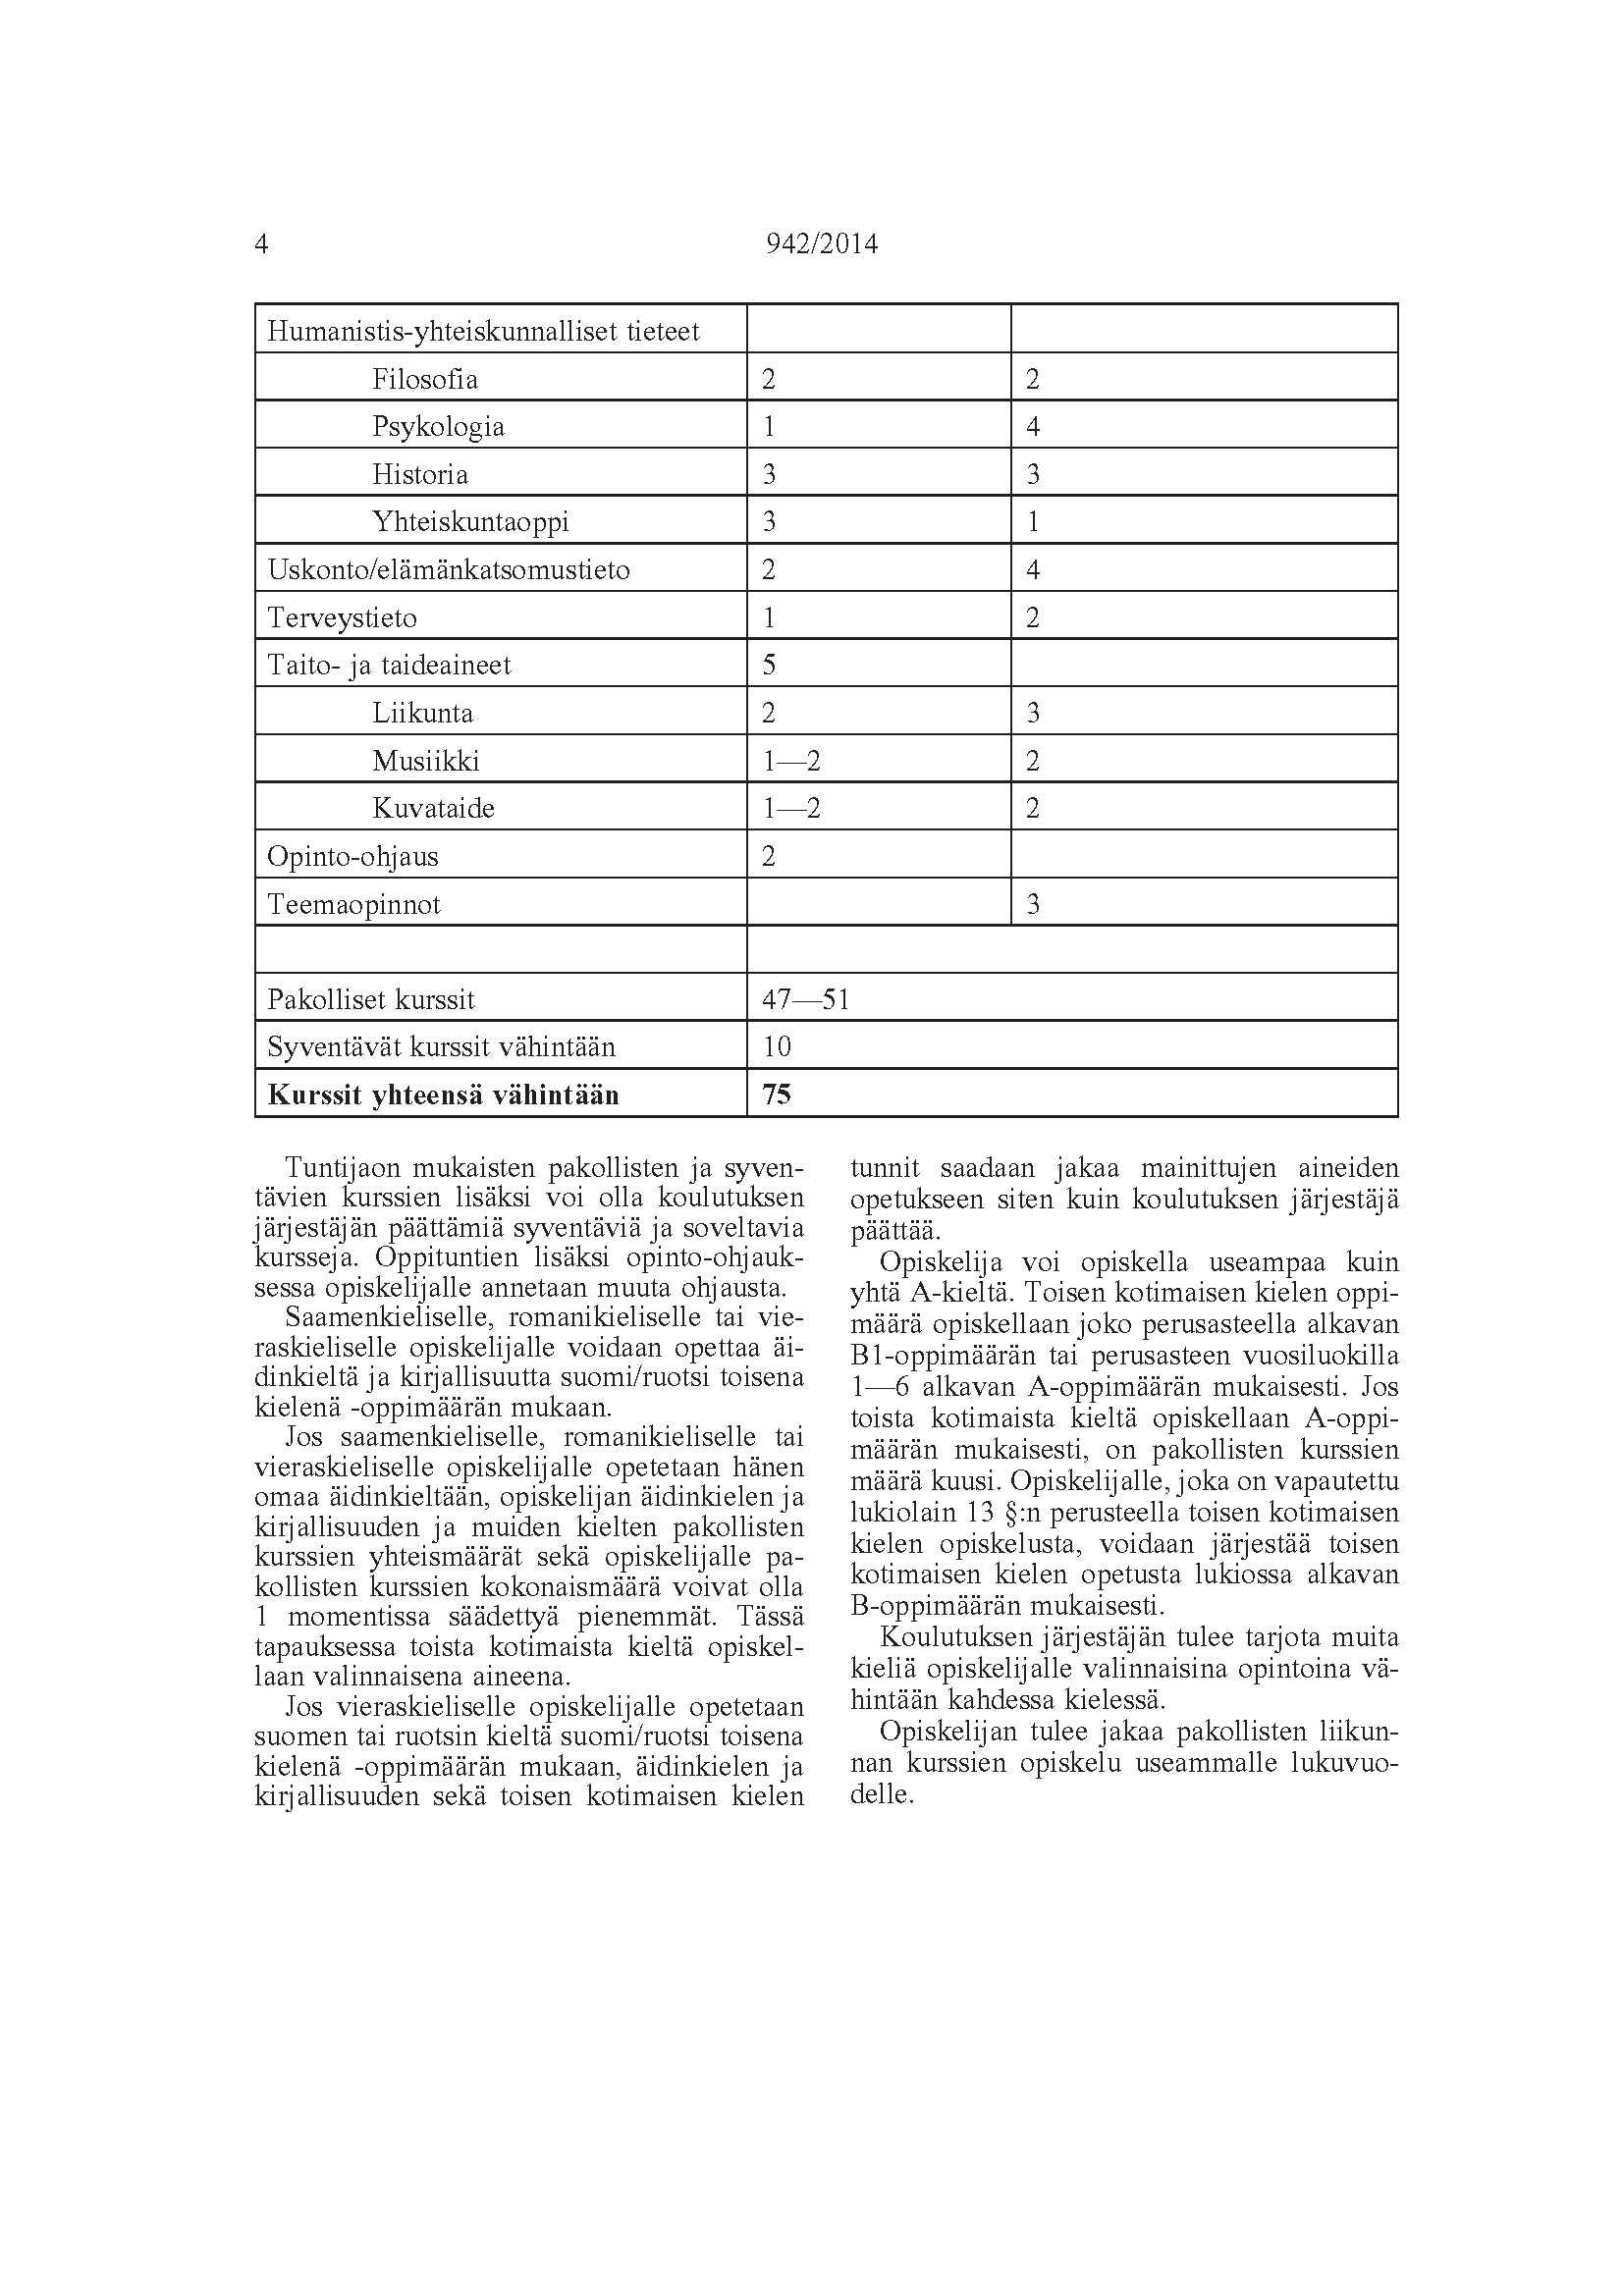 4 942/2014
Humanistis-yhteiskunnalliset tieteet
Filosofia 2 2
Psykologia 1 4
Historia 3 3
Yhteiskuntaoppi 3 1
Uskonto/elämänkatsomustieto 2 4
Terveystieto 1 2
Taito- ja taideaineet 5
Liikunta 2 3
Musiikki 1—2 2
Kuvataide 1—2 2
Opinto-ohjaus 2
Teemaopinnot 3
Pakolliset kurssit 47—51
Syventävät kurssit vähintään 10
Kurssit yhteensä vähintään 75
Tuntijaon mukaisten pakollisten ja syven-
tävien kurssien lisäksi voi olla koulutuksen
järjestäjän päättämiä syventäviä ja soveltavia
kursseja. Oppituntien lisäksi opinto-ohjauk-
sessa opiskelijalle annetaan muuta ohjausta.
Saamenkieliselle, romanikieliselle tai vie-
raskieliselle opiskelijalle voidaan opettaa äi-
dinkieltä ja kirjallisuutta suomi/ruotsi toisena
kielenä -oppimäärän mukaan.
Jos saamenkieliselle, romanikieliselle tai
vieraskieliselle opiskelijalle opetetaan hänen
omaa äidinkieltään, opiskelijan äidinkielen ja
kirjallisuuden ja muiden kielten pakollisten
kurssien yhteismäärät sekä opiskelijalle pa-
kollisten kurssien kokonaismäärä voivat olla
1 momentissa säädettyä pienemmät. Tässä
tapauksessa toista kotimaista kieltä opiskel-
laan valinnaisena aineena.
Jos vieraskieliselle opiskelijalle opetetaan
suomen tai ruotsin kieltä suomi/ruotsi toisena
kielenä -oppimäärän mukaan, äidinkielen ja
kirjallisuuden sekä toisen kotimaisen kielen
tunnit saadaan jakaa mainittujen aineiden
opetukseen siten kuin koulutuksen järjestäjä
päättää.
Opiskelija voi opiskella useampaa kuin
yhtä A-kieltä. Toisen kotimaisen kielen oppi-
määrä opiskellaan joko perusasteella alkavan
B1-oppimäärän tai perusasteen vuosiluokilla
1—6 alkavan A-oppimäärän mukaisesti. Jos
toista kotimaista kieltä opiskellaan A-oppi-
määrän mukaisesti, on pakollisten kurssien
määrä kuusi. Opiskelijalle, joka on vapautettu
lukiolain 13 §:n perusteella toisen kotimaisen
kielen opiskelusta, voidaan järjestää toisen
kotimaisen kielen opetusta lukiossa alkavan
B-oppimäärän mukaisesti.
Koulutuksen järjestäjän tulee tarjota muita
kieliä opiskelijalle valinnaisina opintoina vä-
hintään kahdessa kielessä.
Opiskelijan tulee jakaa pakollisten liikun-
nan kurssien opiskelu useammalle lukuvuo-
delle.